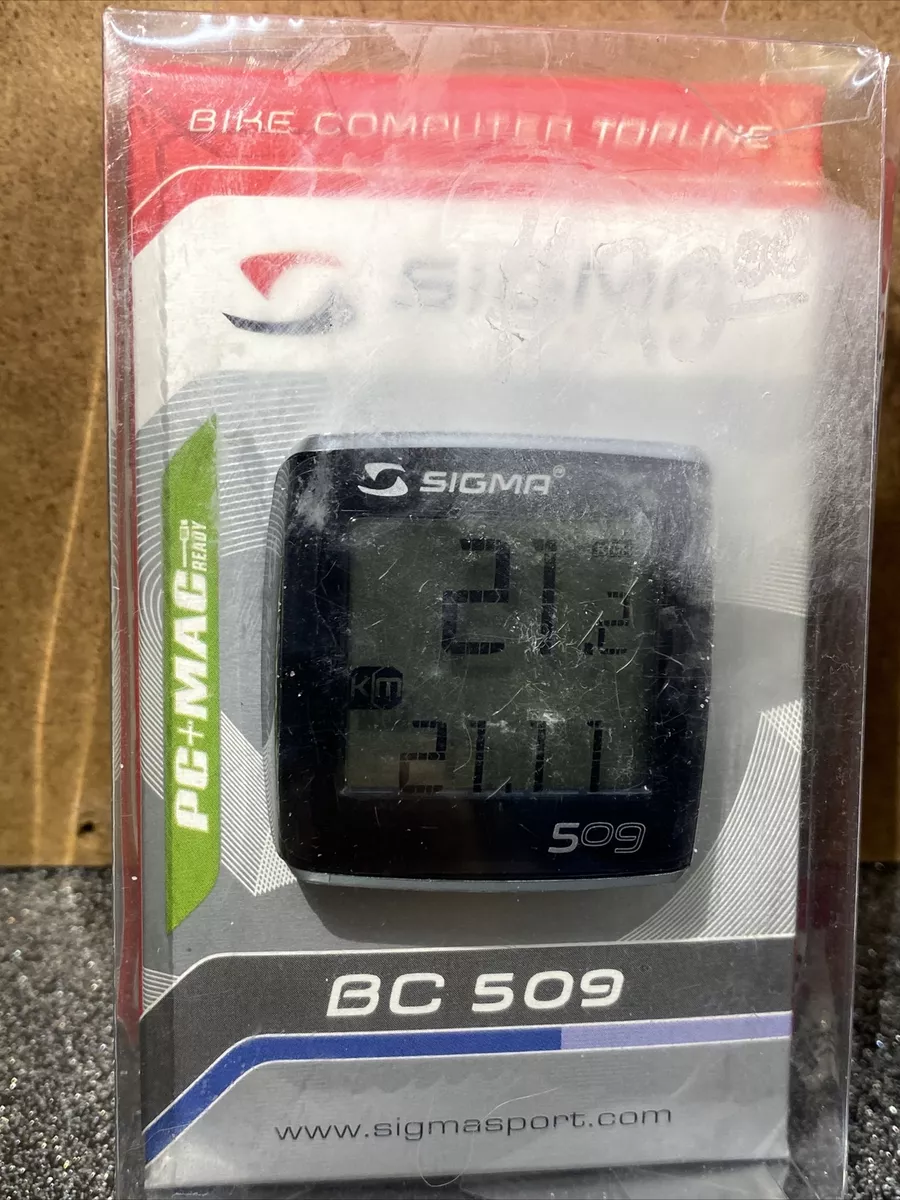 BIKE COMPUTER TOPLINE
SIGMA
SIGMA®
KMH
21.2
KM
21.11
509
PC+MAC READY
BC 509
www.sigmasport.com